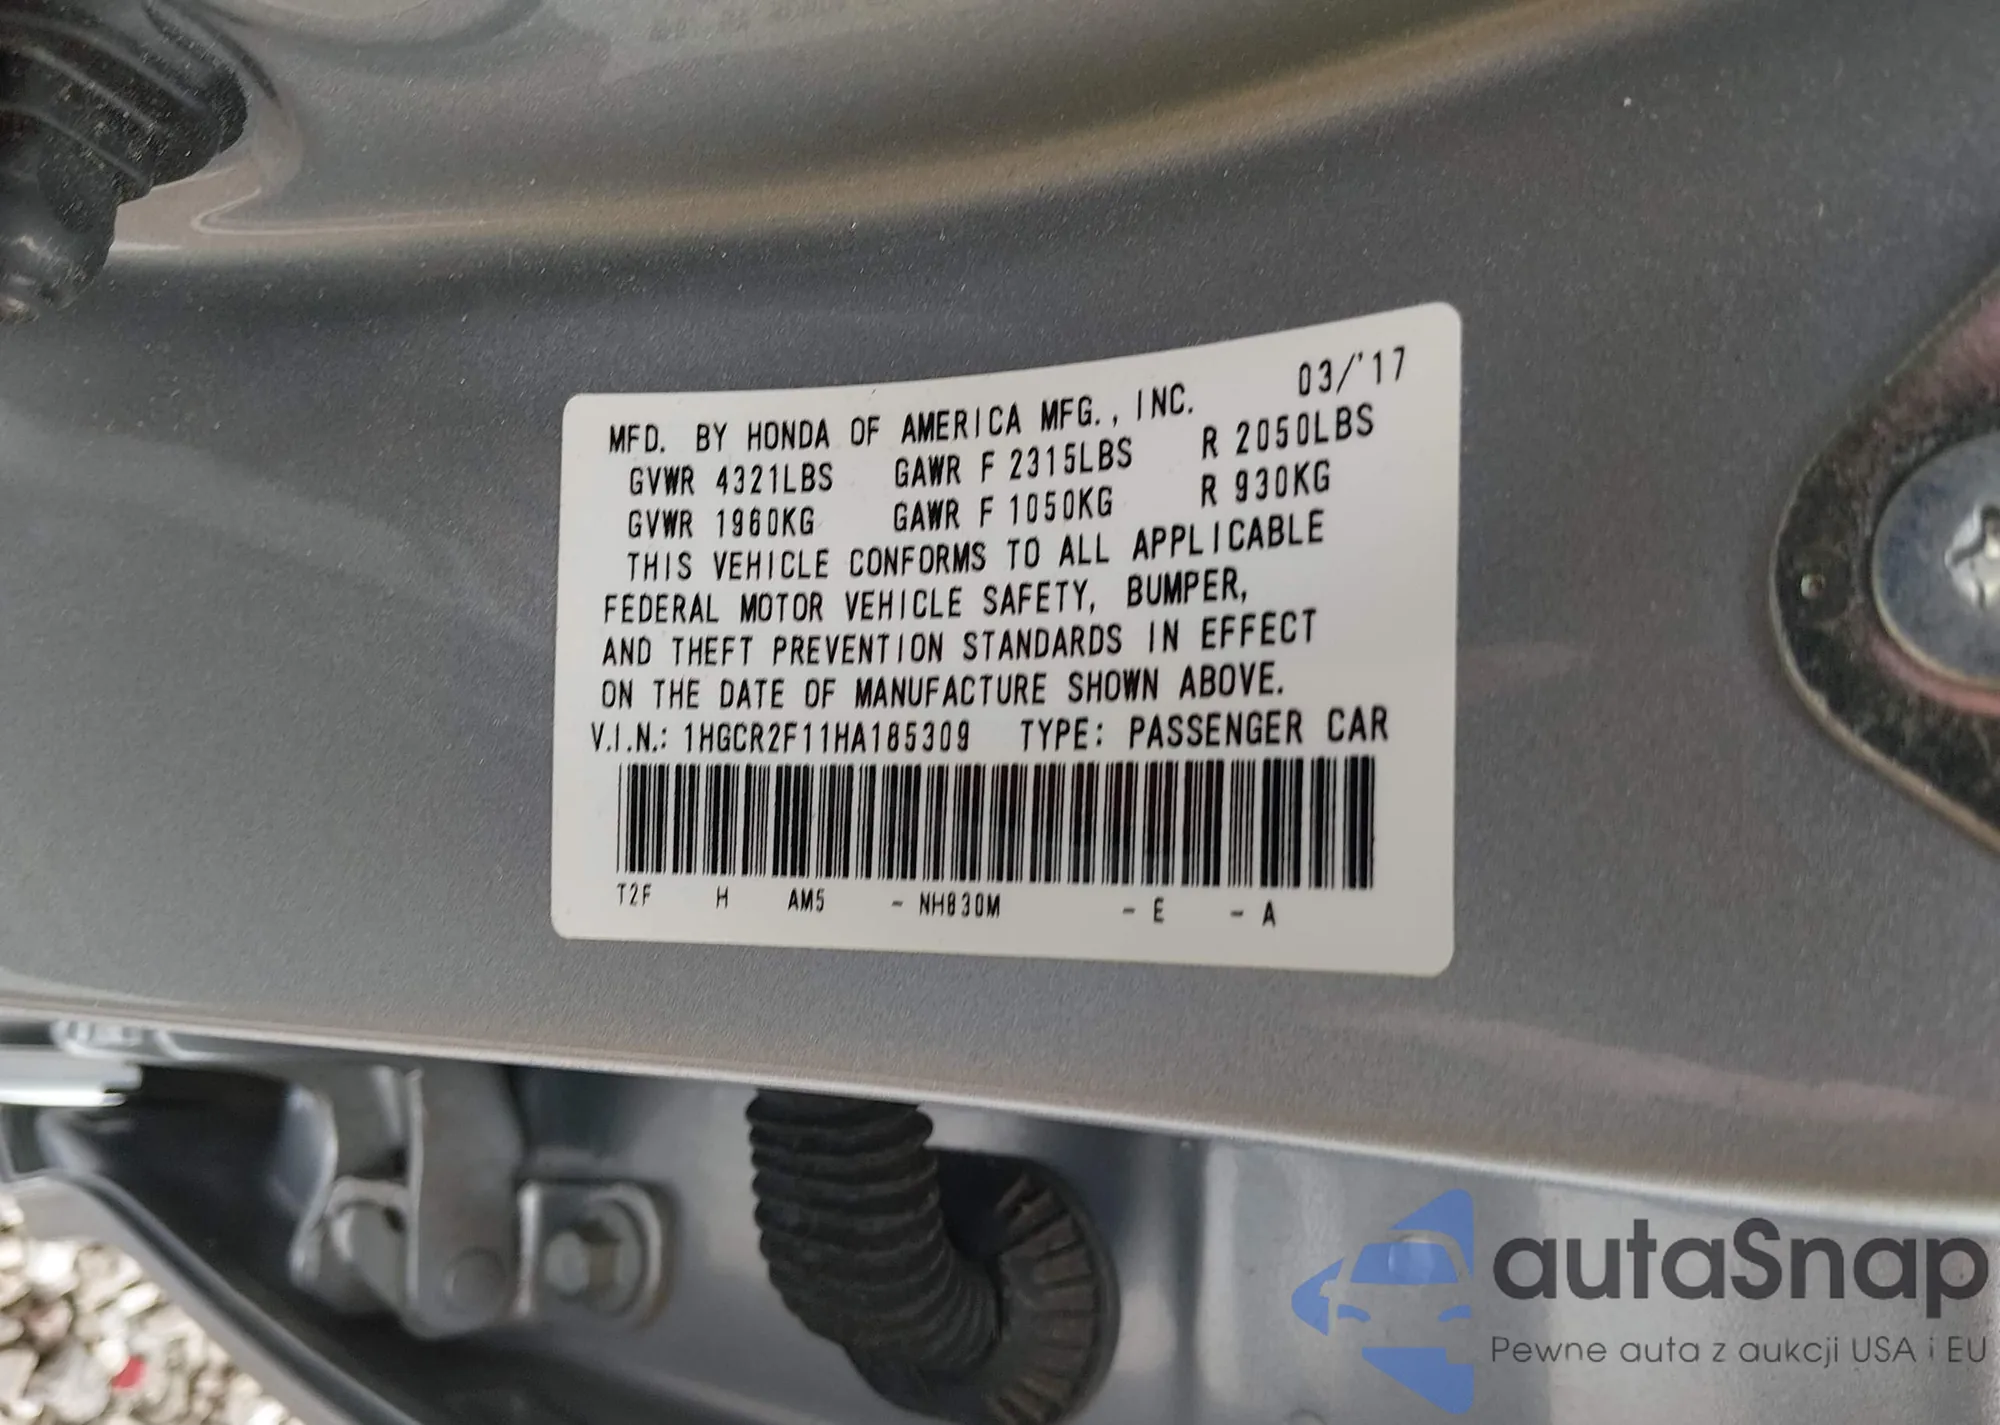 MFD. BY HONDA OF AMERICA MFG., INC. 03/'17
GVWR 4321LBS GAWR F 2315LBS R 2050LBS
GVWR 1960KG GAWR F 1050KG R 930KG
THIS VEHICLE CONFORMS TO ALL APPLICABLE
FEDERAL MOTOR VEHICLE SAFETY, BUMPER,
AND THEFT PREVENTION STANDARDS IN EFFECT
ON THE DATE OF MANUFACTURE SHOWN ABOVE.
V.I.N.: 1HGCR2F11HA185309 TYPE: PASSENGER CAR
T2F H AM5 - NH830M - E - A
autaSnap
Pewne auta z aukcji USA i EU